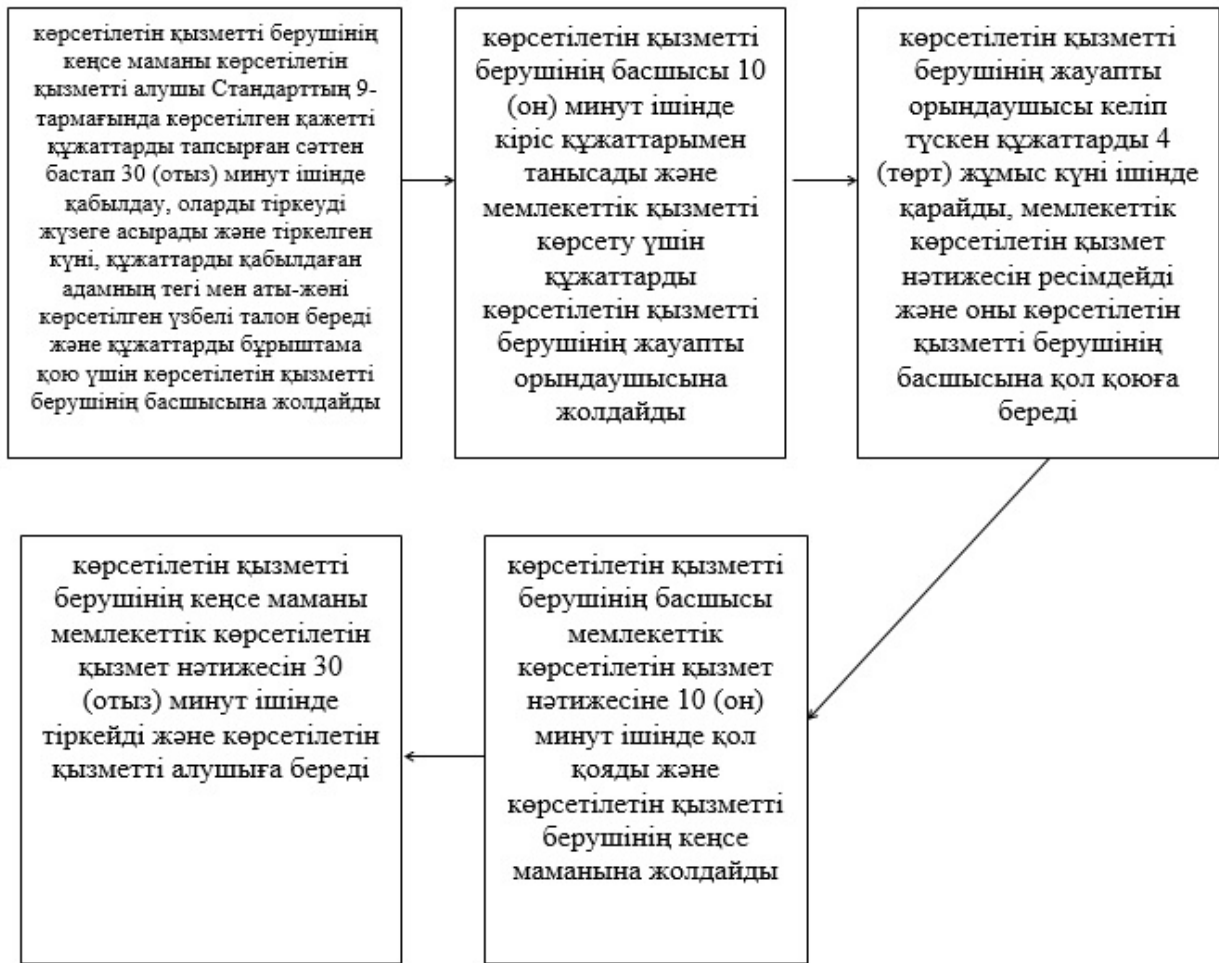 көрсетілетін қызметті берушінің
кеңсе маманы көрсетілетін
қызметті алушы Стандарттың 9-
тармағында көрсетілген қажетті
құжаттарды тапсырған сәттен
бастап 30 (отыз) минут ішінде
қабылдау, оларды тіркеуді
жүзеге асырады және тіркелген
күні, құжаттарды қабылдаған
адамның тегі мен аты-жөні
көрсетілген үзбелі талон береді
және құжаттарды бұрыштама
қою үшін көрсетілетін қызметті
берушінің басшысына жолдайды
көрсетілетін қызметті
берушінің басшысы 10
(он) минут ішінде
кіріс құжаттарымен
танысады және
мемлекеттік қызметті
көрсету үшін
құжаттарды
көрсетілетін қызметті
берушінің жауапты
орындаушысына
жолдайды
көрсетілетін қызметті
берушінің жауапты
орындаушысы келіп
түскен құжаттарды 4
(төрт) жұмыс күні ішінде
қарайды, мемлекеттік
көрсетілетін қызмет
нәтижесін ресімдейді
және оны көрсетілетін
қызметті берушінің
басшысына қол қоюға
береді
көрсетілетін қызметті
берушінің басшысы
мемлекеттік
көрсетілетін қызмет
нәтижесіне 10 (он)
минут ішінде қол
қояды және
көрсетілетін қызметті
берушінің кеңсе
маманына жолдайды
көрсетілетін қызметті
берушінің кеңсе маманы
мемлекеттік көрсетілетін
қызмет нәтижесін 30
(отыз) минут ішінде
тіркейді және көрсетілетін
қызметті алушыға береді